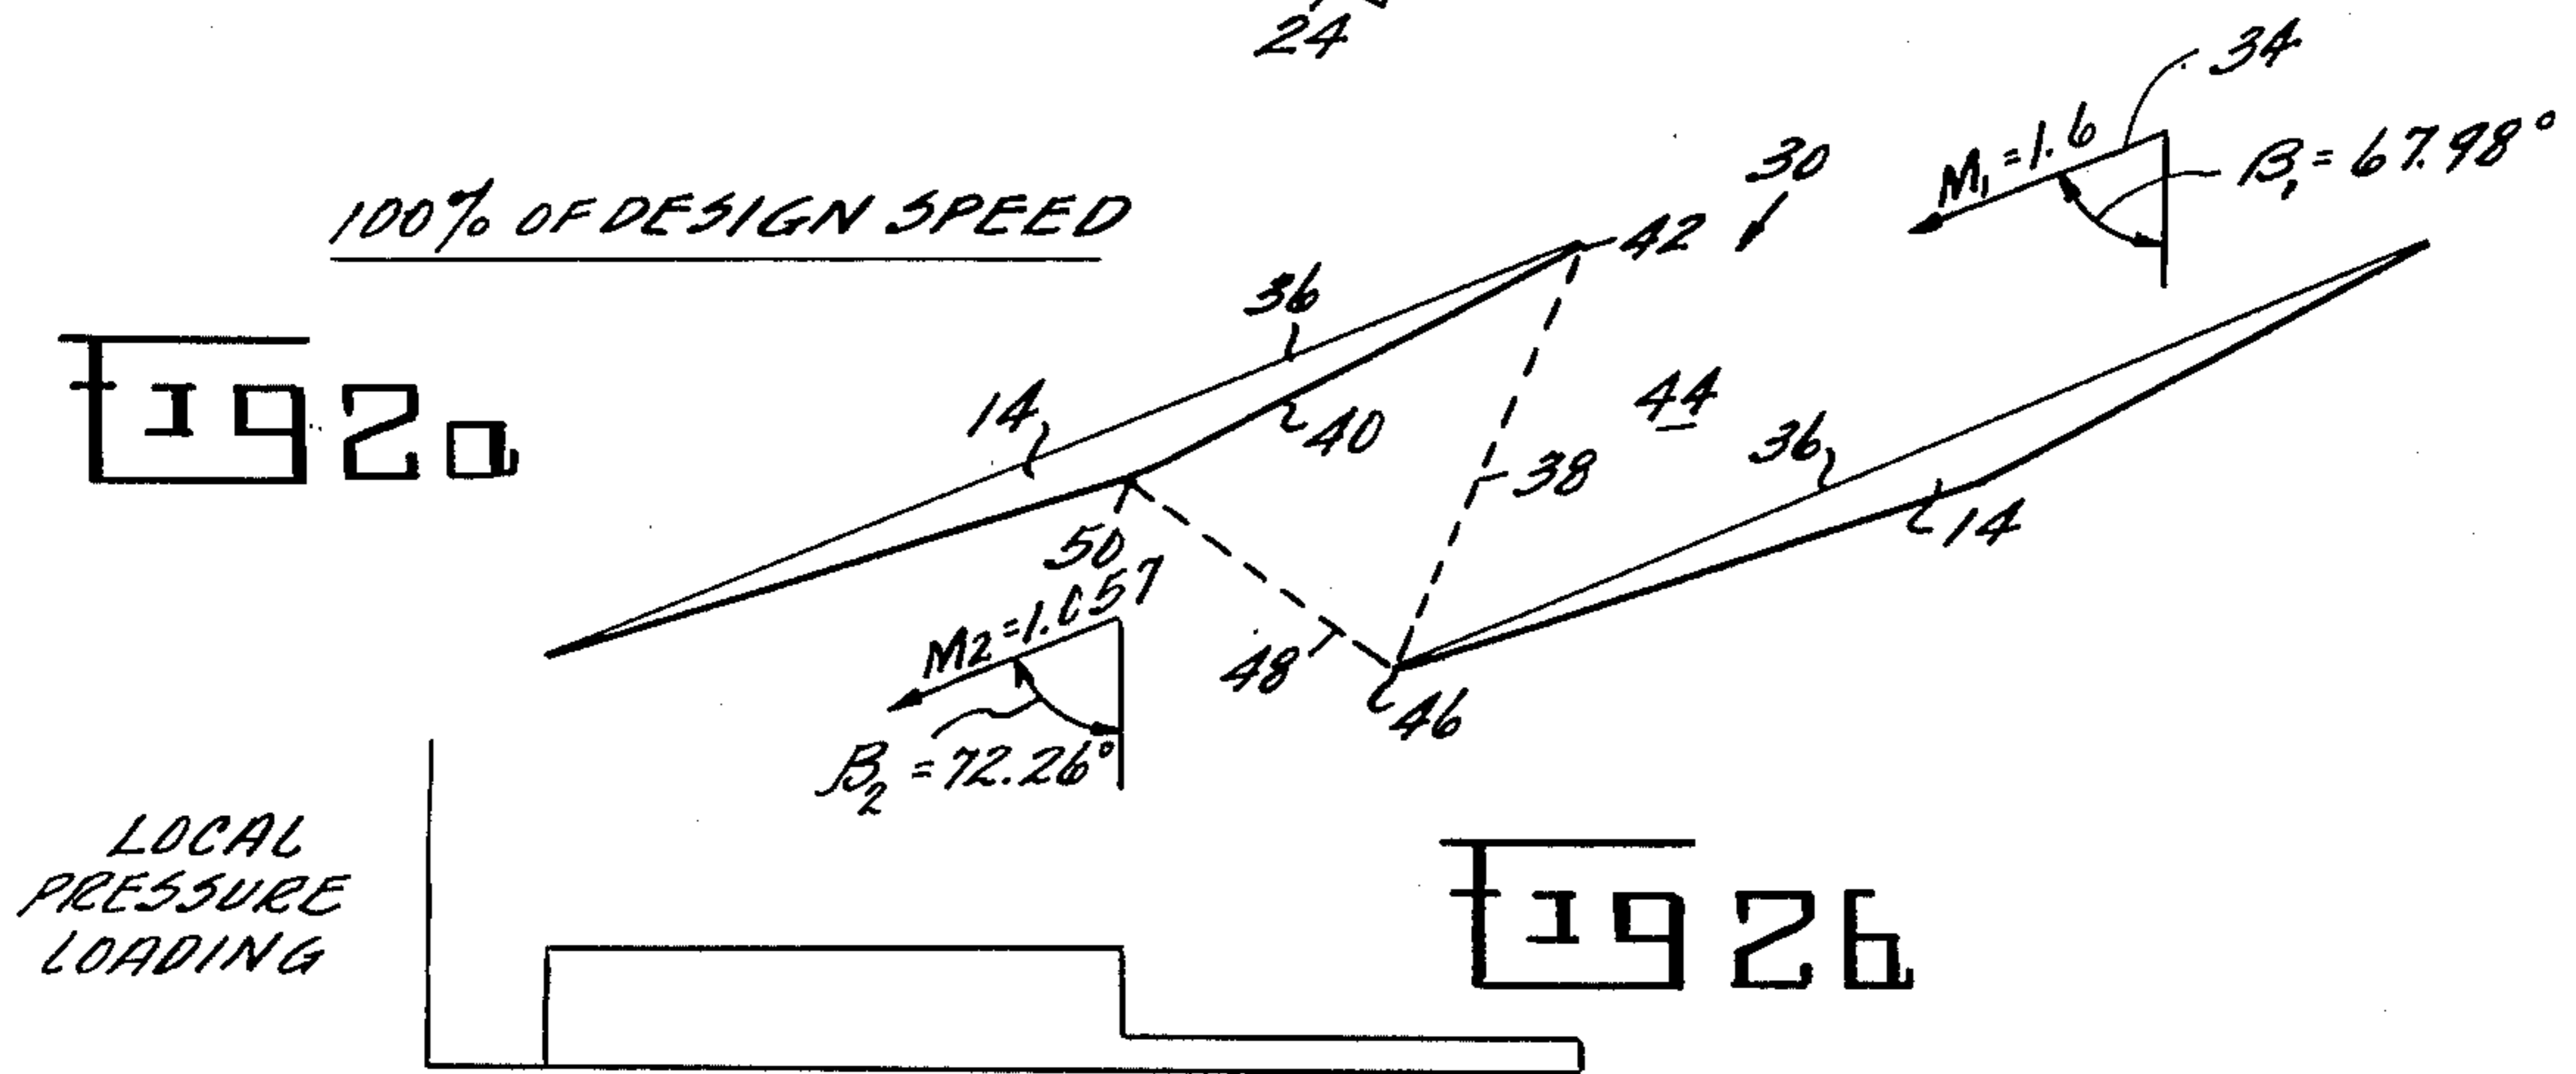 24
34
M₁=1.6
30
β₁=67.98°
100% OF DESIGN SPEED
42
36
Fig 2a
14
40
44
36
38
14
50
M2=1.057
48
46
β₂=72.26°
LOCAL
PRESSURE
LOADING
Fig 2b